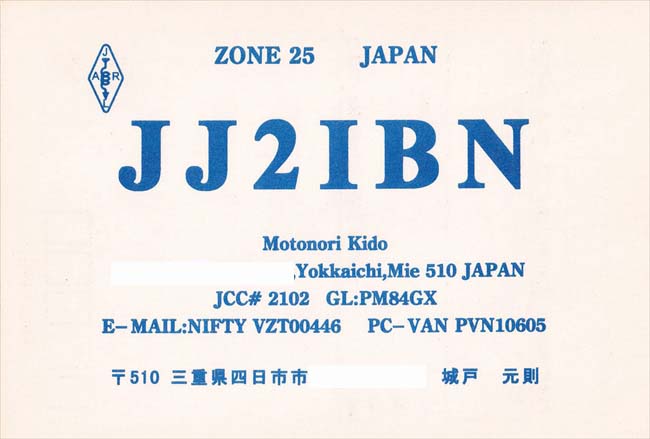 J
A R
L
ZONE 25 JAPAN
JJ2IBN
Motonori Kido
,Yokkaichi,Mie 510 JAPAN
JCC# 2102 GL:PM84GX
E-MAIL:NIFTY VZT00446 PC-VAN PVN10605
〒510 三重県四日市市 城戸 元則